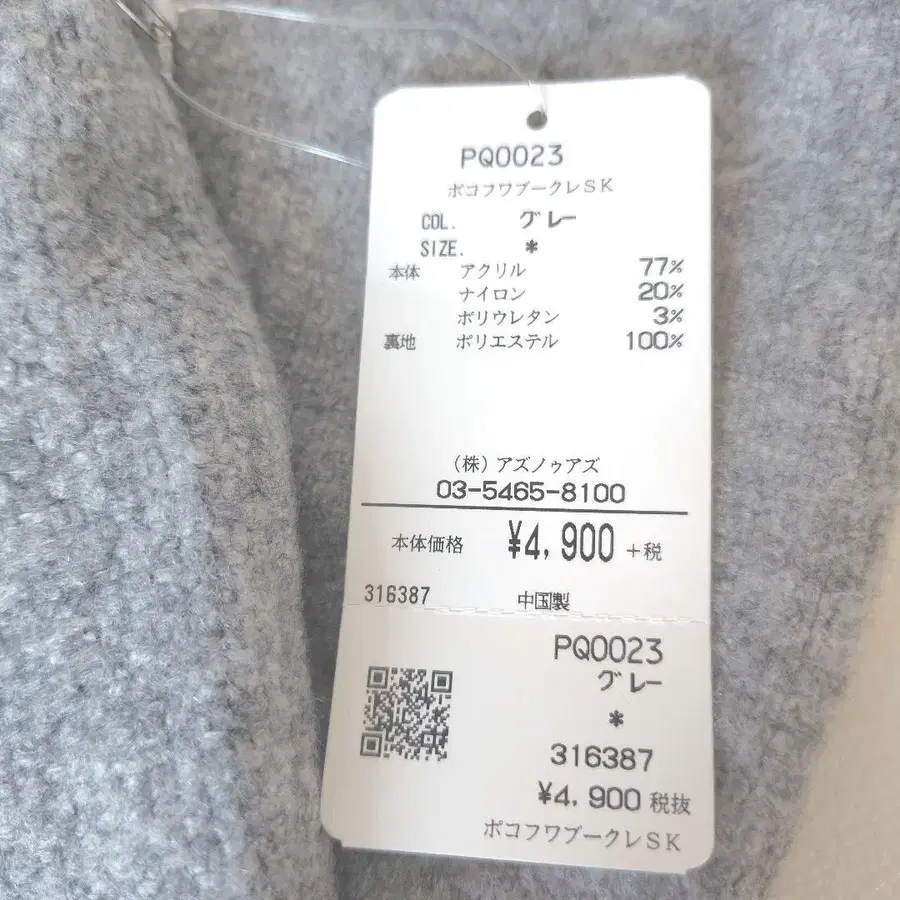 PQ0023
ポコフワブークレSK
COL. グレー
SIZE. *
本体 アクリル 77%
ナイロン 20%
ポリウレタン 3%
裏地 ポリエステル 100%
(株) アズノゥアズ
03-5465-8100
本体価格 ¥4,900 +税
316387 中国製
PQ0023
グレー
*
316387
¥4,900 税抜
ポコフワブークレSK